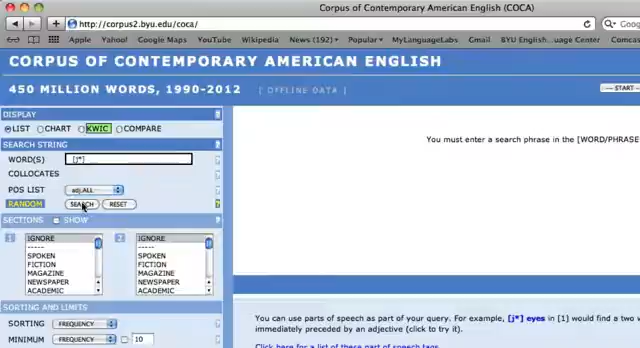 Corpus of Contemporary American English (COCA)
http://corpus2.byu.edu/coca/
Apple Yahoo! Google Maps YouTube Wikipedia News (192) Popular MyLanguageLabs Gmail BYU English...uage Center Comcast
CORPUS OF CONTEMPORARY AMERICAN ENGLISH
450 MILLION WORDS, 1990-2012 [ OFFLINE DATA ] -- START --
DISPLAY ?
LIST CHART KWIC COMPARE
SEARCH STRING
WORD(S) [j*]
COLLOCATES
POS LIST adj.ALL
RANDOM SEARCH RESET ?
SECTIONS SHOW ?
1 IGNORE 2 IGNORE
----- -----
SPOKEN SPOKEN
FICTION FICTION
MAGAZINE MAGAZINE
NEWSPAPER NEWSPAPER
ACADEMIC ACADEMIC
SORTING AND LIMITS
SORTING FREQUENCY
MINIMUM FREQUENCY 10
You must enter a search phrase in the [WORD/PHRASE
You can use parts of speech as part of your query. For example, [j*] eyes in [1] would find a two w
immediately preceded by an adjective (click to try it).
Click here for a list of these part of speech tags